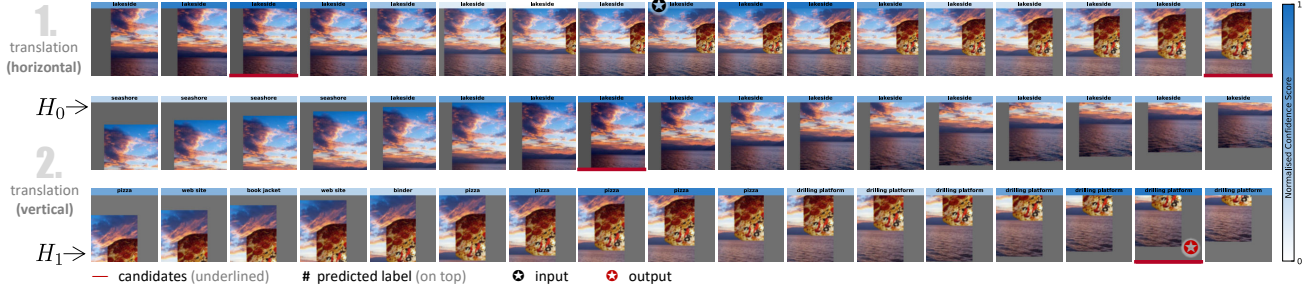 lakeside lakeside lakeside lakeside lakeside lakeside lakeside lakeside lakeside lakeside lakeside lakeside lakeside lakeside lakeside lakeside pizza
1.
translation
(horizontal)
H0→
seashore seashore seashore seashore lakeside lakeside lakeside lakeside lakeside lakeside lakeside lakeside lakeside lakeside lakeside lakeside lakeside
2.
translation
(vertical)
pizza web site book jacket web site binder pizza pizza pizza pizza pizza drilling platform drilling platform drilling platform drilling platform drilling platform drilling platform drilling platform
H1→
— candidates (underlined) # predicted label (on top) input output
1
Normalised Confidence Score
0